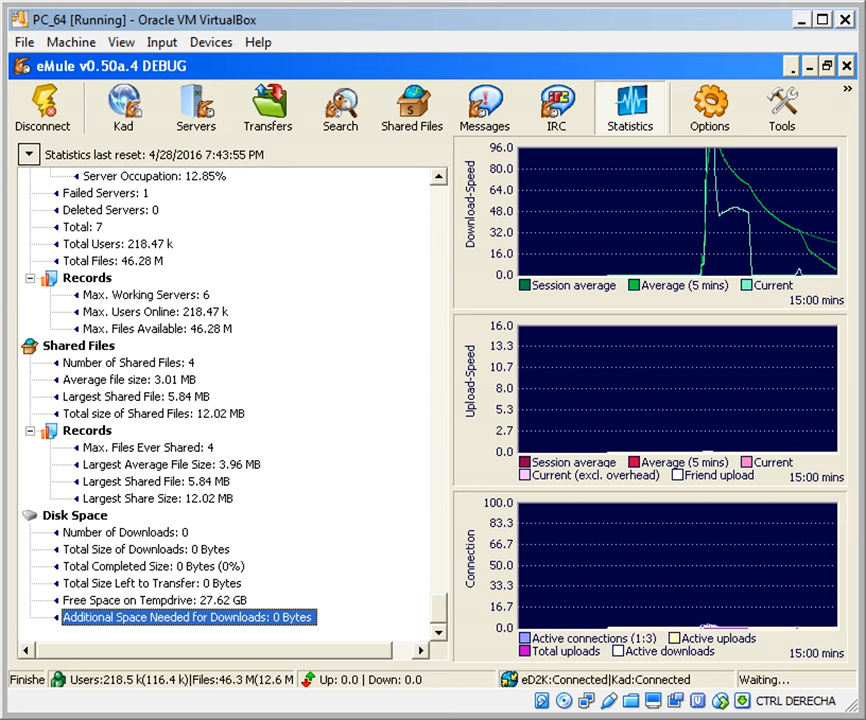 PC_64 [Running] - Oracle VM VirtualBox
File Machine View Input Devices Help
eMule v0.50a.4 DEBUG
Disconnect Kad Servers Transfers Search Shared Files Messages IRC Statistics Options Tools
Statistics last reset: 4/28/2016 7:43:55 PM
Server Occupation: 12.85%
Failed Servers: 1
Deleted Servers: 0
Total: 7
Total Users: 218.47 k
Total Files: 46.28 M
Records
Max. Working Servers: 6
Max. Users Online: 218.47 k
Max. Files Available: 46.28 M
Shared Files
Number of Shared Files: 4
Average file size: 3.01 MB
Largest Shared File: 5.84 MB
Total size of Shared Files: 12.02 MB
Records
Max. Files Ever Shared: 4
Largest Average File Size: 3.96 MB
Largest Shared File: 5.84 MB
Largest Share Size: 12.02 MB
Disk Space
Number of Downloads: 0
Total Size of Downloads: 0 Bytes
Total Completed Size: 0 Bytes (0%)
Total Size Left to Transfer: 0 Bytes
Free Space on Tempdrive: 27.62 GB
Additional Space Needed for Downloads: 0 Bytes
Download-Speed
96.0
80.0
64.0
48.0
32.0
16.0
0.0
Session average Average (5 mins) Current
15:00 mins
Upload-Speed
16.0
13.3
10.7
8.0
5.3
2.7
0.0
Session average Average (5 mins) Current
Current (excl. overhead) Friend upload 15:00 mins
Connection
100.0
83.3
66.7
50.0
33.3
16.7
0.0
Active connections (1:3) Active uploads
Total uploads Active downloads 15:00 mins
Finishe Users:218.5 k(116.4 k)|Files:46.3 M(12.6 M Up: 0.0 | Down: 0.0 eD2K:Connected|Kad:Connected Waiting...
CTRL DERECHA